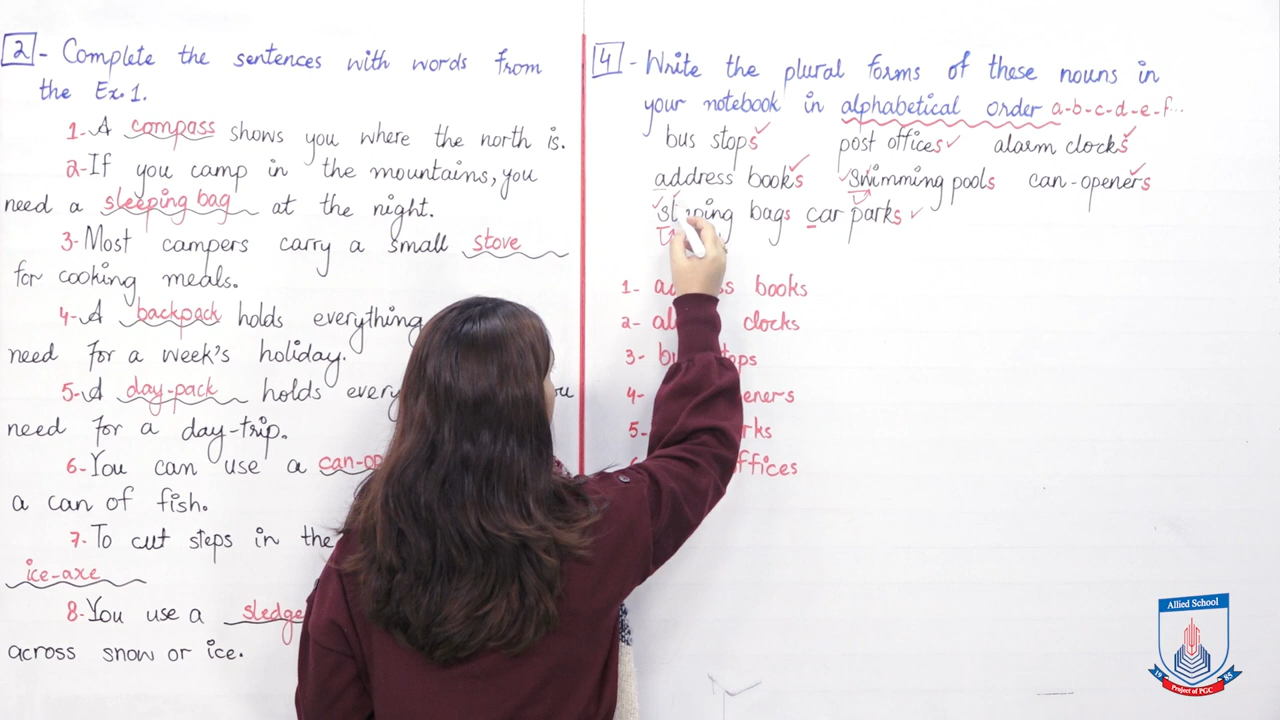 2 - Complete the sentences with words from
the Ex. 1.
1- A compass shows you where the north is.
2- If you camp in the mountains, you
need a sleeping bag at the night.
3- Most campers carry a small stove
for cooking meals.
4- A backpack holds everything
need for a week's holiday.
5- A day-pack holds
need for a day-trip.
6- You can use a
a can of fish.
7- To cut steps in the
ice-axe
8- You use a sledge
across snow or ice.
4 - Write the plural forms of these nouns in
your notebook in alphabetical order a-b-c-d-e-f...
bus stops post offices alarm clocks
address books swimming pools can-openers
bags car parks
1- books
2- clocks
3-
4-
5-
Allied School
1985
Project of PGC